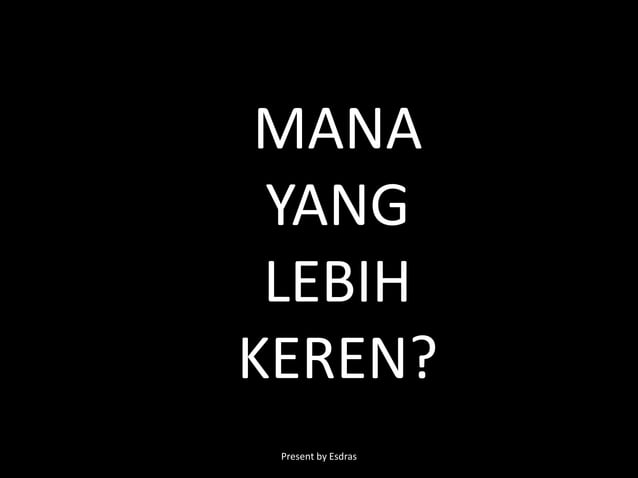 MANA
YANG
LEBIH
KEREN?
Present by Esdras